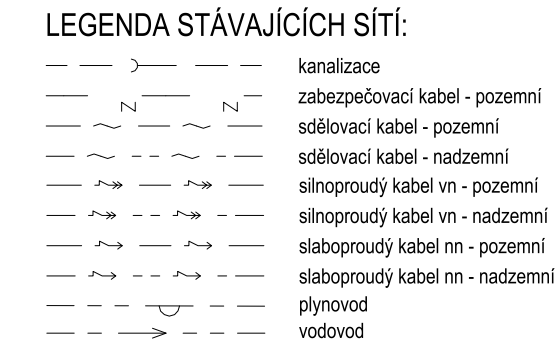 LEGENDA STÁVAJÍCÍCH SÍTÍ:
kanalizace
zabezpečovací kabel - pozemní
sdělovací kabel - pozemní
sdělovací kabel - nadzemní
silnoproudý kabel vn - pozemní
silnoproudý kabel vn - nadzemní
slaboproudý kabel nn - pozemní
slaboproudý kabel nn - nadzemní
plynovod
vodovod